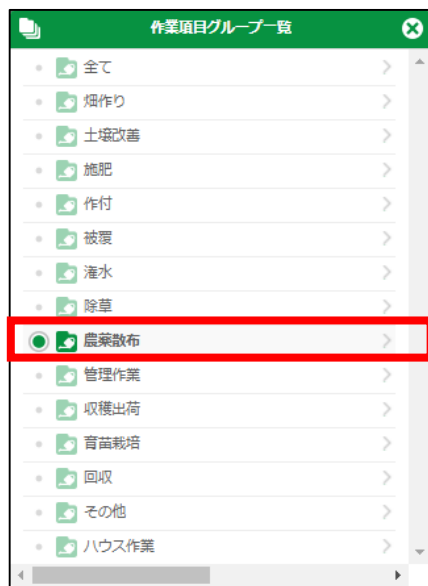 作業項目グループ一覧
全て
畑作り
土壌改善
施肥
作付
被覆
潅水
除草
農薬散布
管理作業
収穫出荷
育苗栽培
回収
その他
ハウス作業